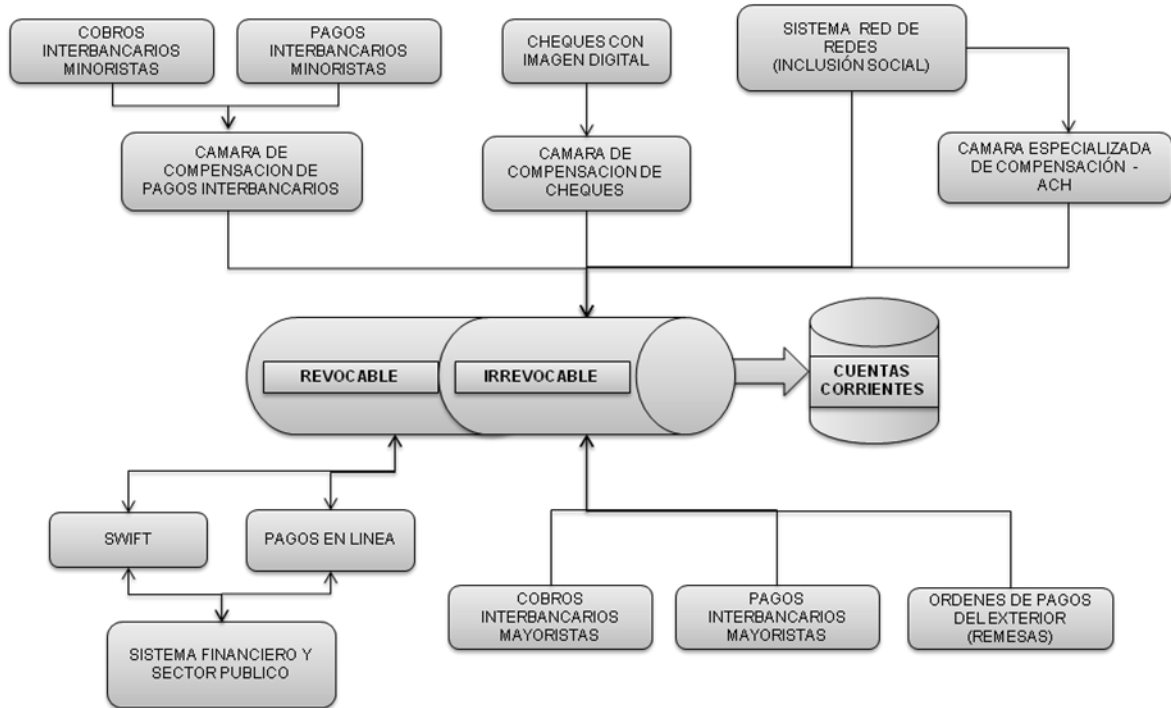 COBROS
INTERBANCARIOS
MINORISTAS
PAGOS
INTERBANCARIOS
MINORISTAS
CHEQUES CON
IMAGEN DIGITAL
SISTEMA RED DE
REDES
(INCLUSIÓN SOCIAL)
CAMARA DE
COMPENSACION DE
PAGOS INTERBANCARIOS
CAMARA DE
COMPENSACION DE
CHEQUES
CAMARA ESPECIALIZADA
DE COMPENSACIÓN -
ACH
REVOCABLE
IRREVOCABLE
CUENTAS
CORRIENTES
SWIFT
PAGOS EN LINEA
COBROS
INTERBANCARIOS
MAYORISTAS
PAGOS
INTERBANCARIOS
MAYORISTAS
ORDENES DE PAGOS
DEL EXTERIOR
(REMESAS)
SISTEMA FINANCIERO Y
SECTOR PUBLICO